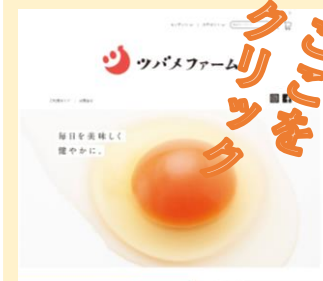 ここを
クリック
ツバメファーム
毎日を美味しく
健やかに。